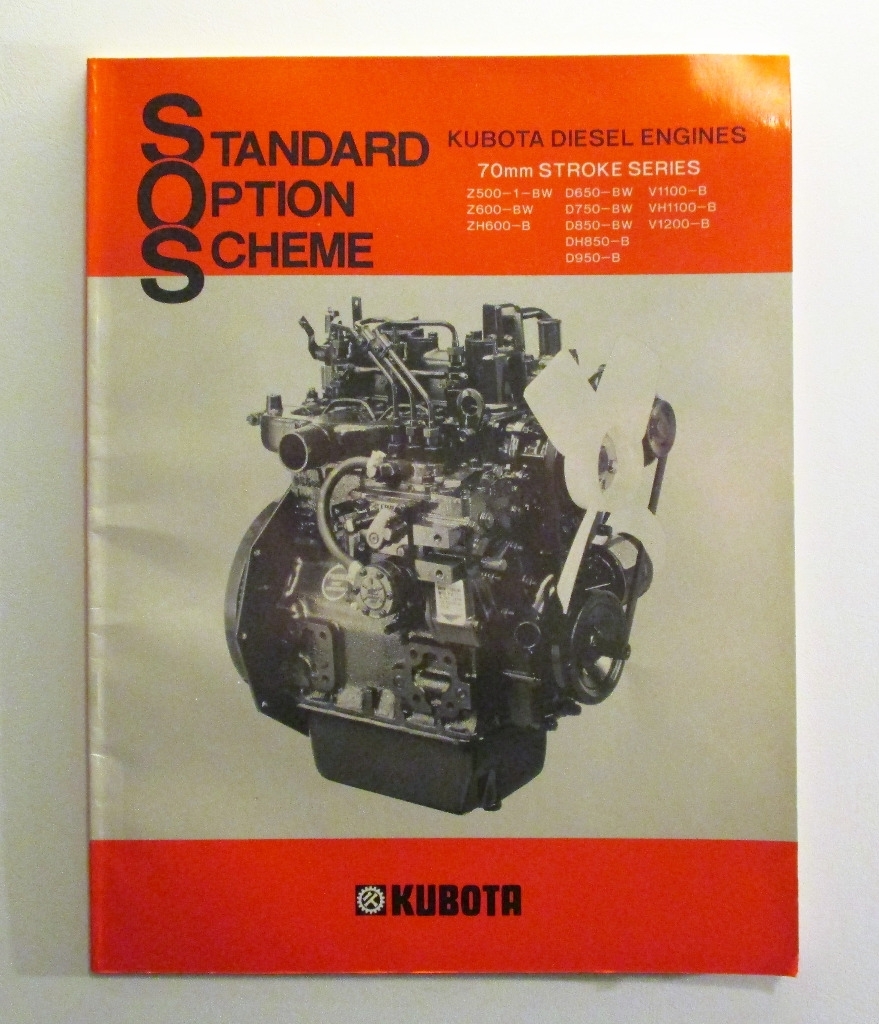 STANDARD
OPTION
SCHEME
KUBOTA DIESEL ENGINES
70mm STROKE SERIES
Z500-1-BW D650-BW V1100-B
Z600-BW D750-BW VH1100-B
ZH600-B D850-BW V1200-B
DH850-B
D950-B
KUBOTA